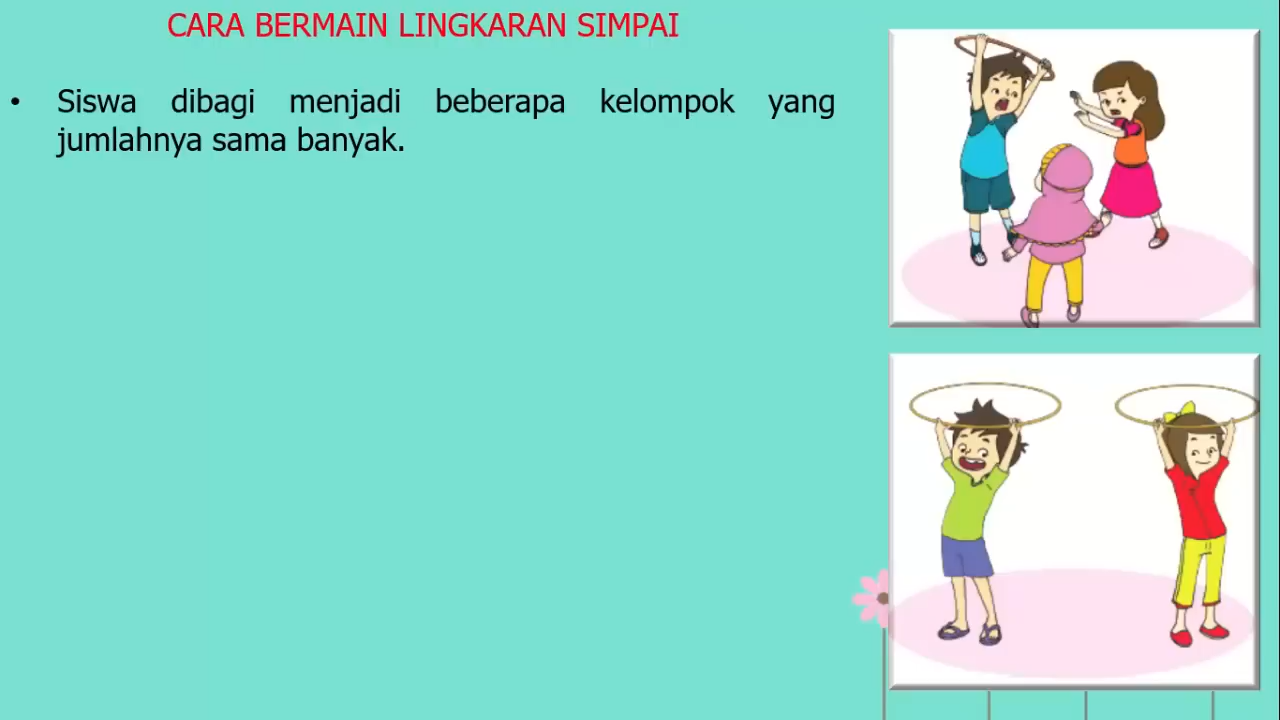 CARA BERMAIN LINGKARAN SIMPAI
• Siswa dibagi menjadi beberapa kelompok yang
jumlahnya sama banyak.